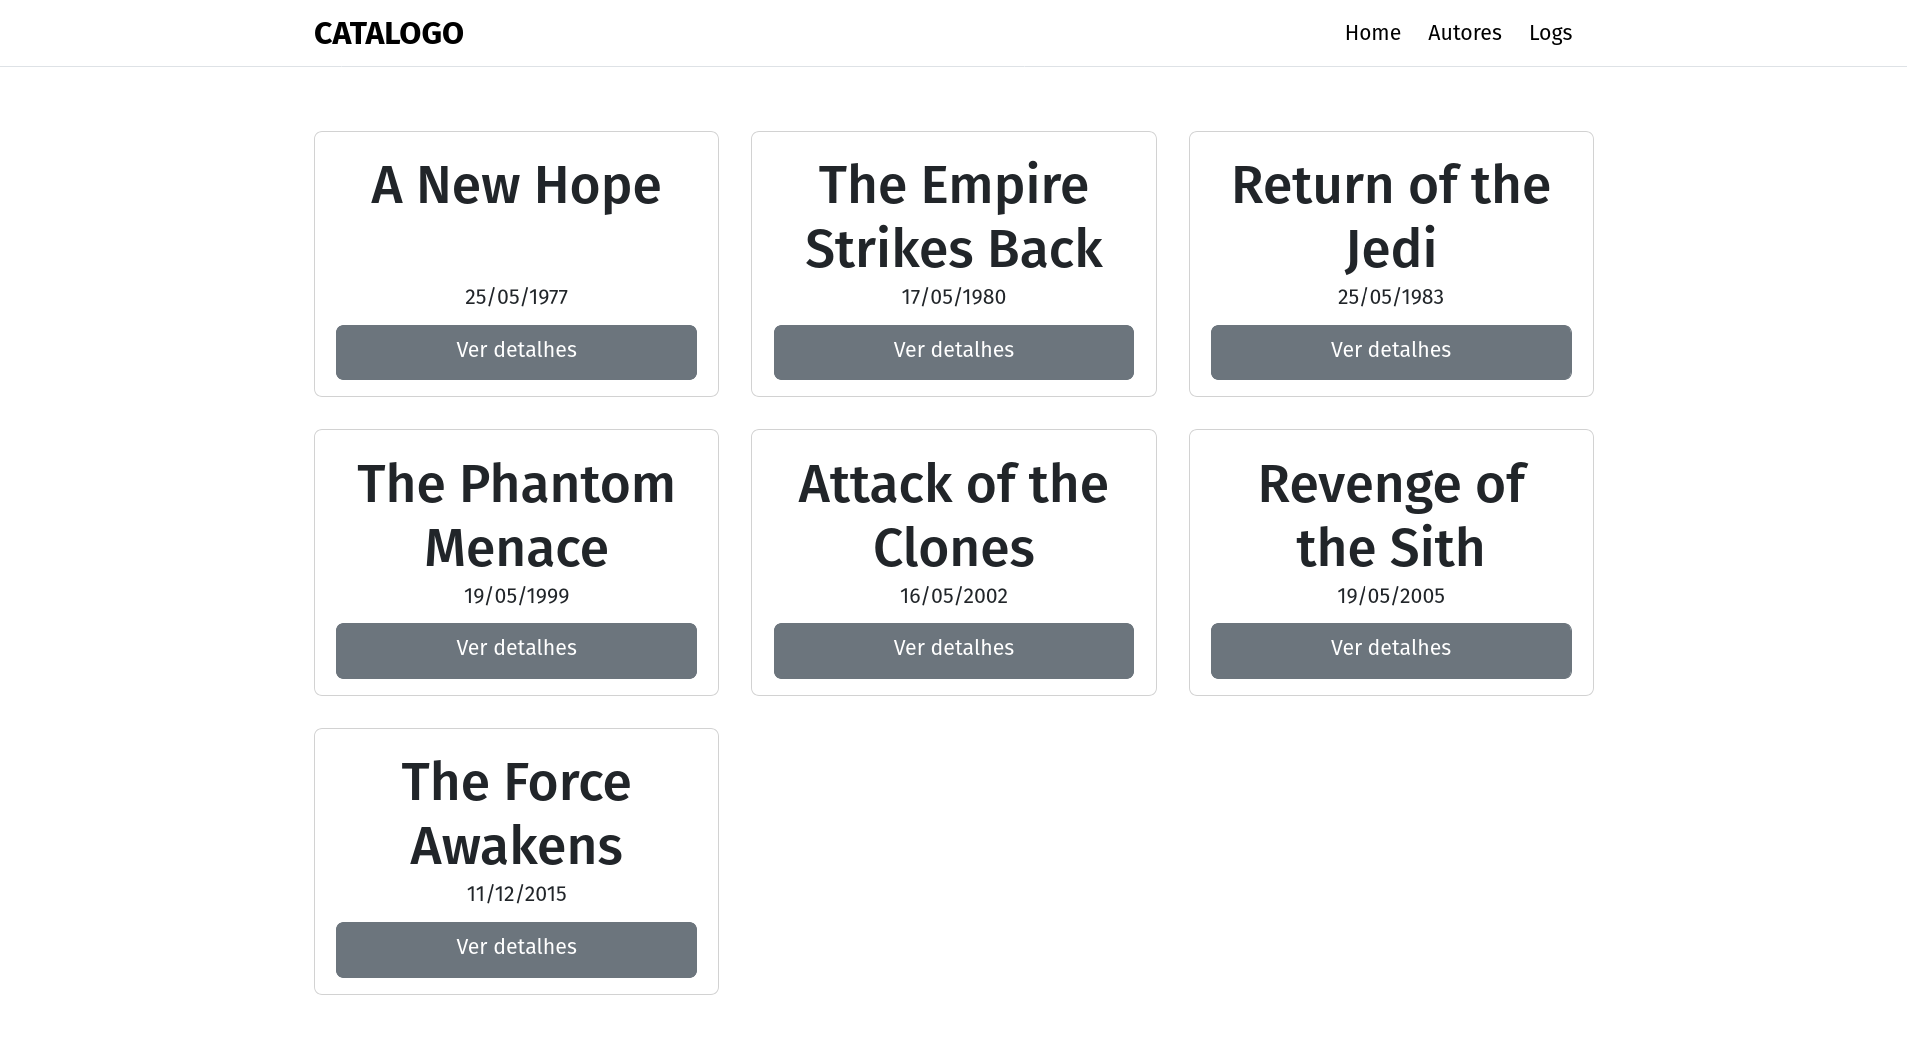 CATALOGO
Home Autores Logs
A New Hope
25/05/1977
Ver detalhes
The Empire
Strikes Back
17/05/1980
Ver detalhes
Return of the
Jedi
25/05/1983
Ver detalhes
The Phantom
Menace
19/05/1999
Ver detalhes
Attack of the
Clones
16/05/2002
Ver detalhes
Revenge of
the Sith
19/05/2005
Ver detalhes
The Force
Awakens
11/12/2015
Ver detalhes